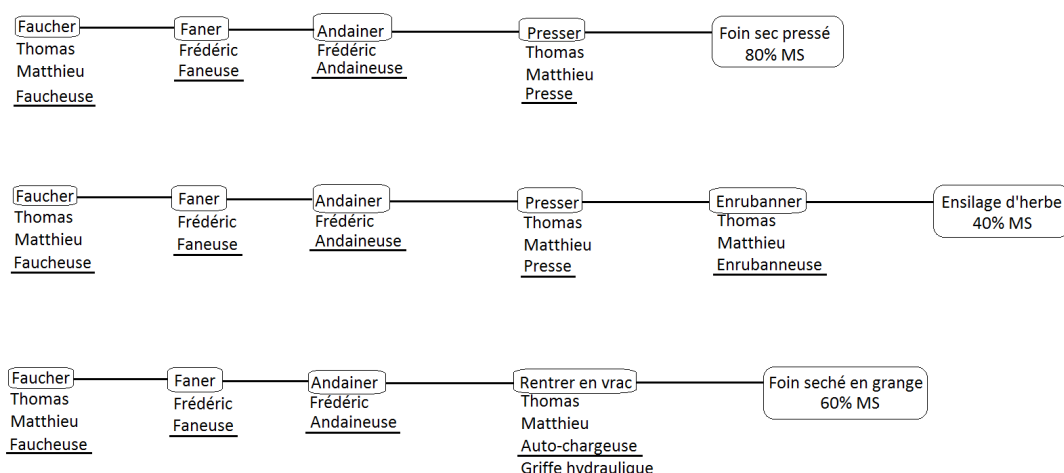 Faucher
Thomas
Matthieu
Faucheuse
Faner
Frédéric
Faneuse
Andainer
Frédéric
Andaineuse
Presser
Thomas
Matthieu
Presse
Foin sec pressé
80% MS
Faucher
Thomas
Matthieu
Faucheuse
Faner
Frédéric
Faneuse
Andainer
Frédéric
Andaineuse
Presser
Thomas
Matthieu
Presse
Enrubanner
Thomas
Matthieu
Enrubanneuse
Ensilage d'herbe
40% MS
Faucher
Thomas
Matthieu
Faucheuse
Faner
Frédéric
Faneuse
Andainer
Frédéric
Andaineuse
Rentrer en vrac
Thomas
Matthieu
Auto-chargeuse
Griffe hydraulique
Foin seché en grange
60% MS